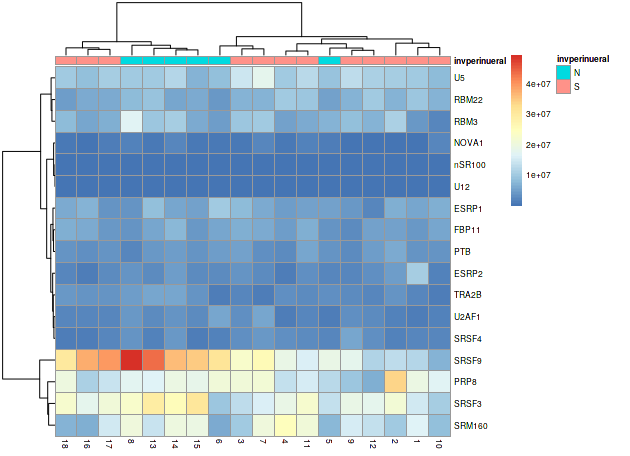 invperinueral
U5
RBM22
RBM3
NOVA1
nSR100
U12
ESRP1
FBP11
PTB
ESRP2
TRA2B
U2AF1
SRSF4
SRSF9
PRP8
SRSF3
SRM160
18 16 17 8 13 14 15 6 3 7 4 11 5 9 12 2 1 10
4e+07
3e+07
2e+07
1e+07
invperinueral
N
S